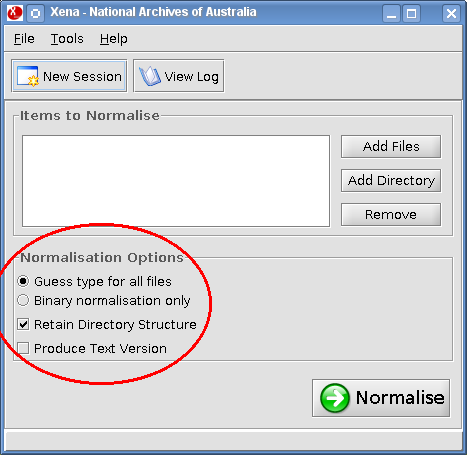 Xena - National Archives of Australia
File Tools Help
New Session View Log
Items to Normalise
Add Files
Add Directory
Remove
Normalisation Options
Guess type for all files
Binary normalisation only
Retain Directory Structure
Produce Text Version
Normalise